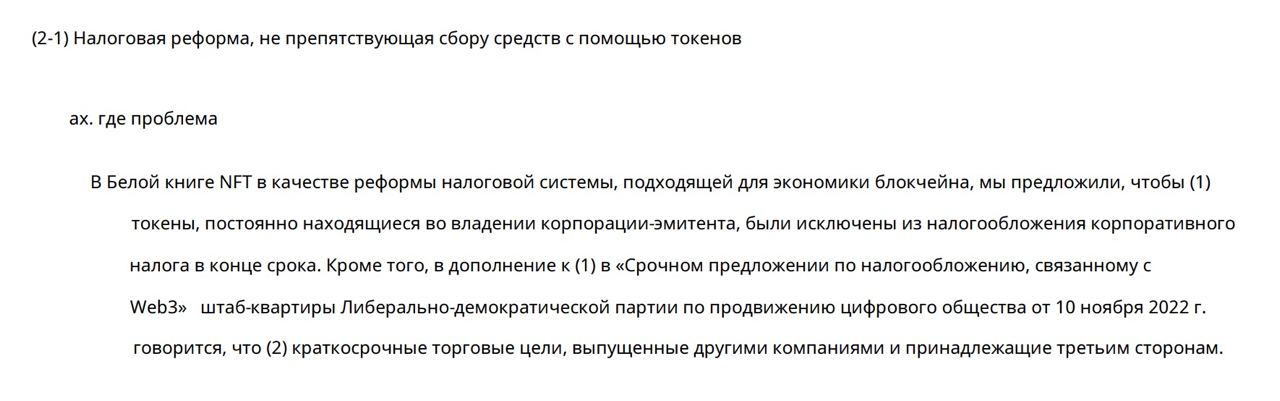 (2-1) Налоговая реформа, не препятствующая сбору средств с помощью токенов
ах. где проблема
В Белой книге NFT в качестве реформы налоговой системы, подходящей для экономики блокчейна, мы предложили, чтобы (1)
токены, постоянно находящиеся во владении корпорации-эмитента, были исключены из налогообложения корпоративного
налога в конце срока. Кроме того, в дополнение к (1) в «Срочном предложении по налогообложению, связанному с
Web3» штаб-квартиры Либерально-демократической партии по продвижению цифрового общества от 10 ноября 2022 г.
говорится, что (2) краткосрочные торговые цели, выпущенные другими компаниями и принадлежащие третьим сторонам.